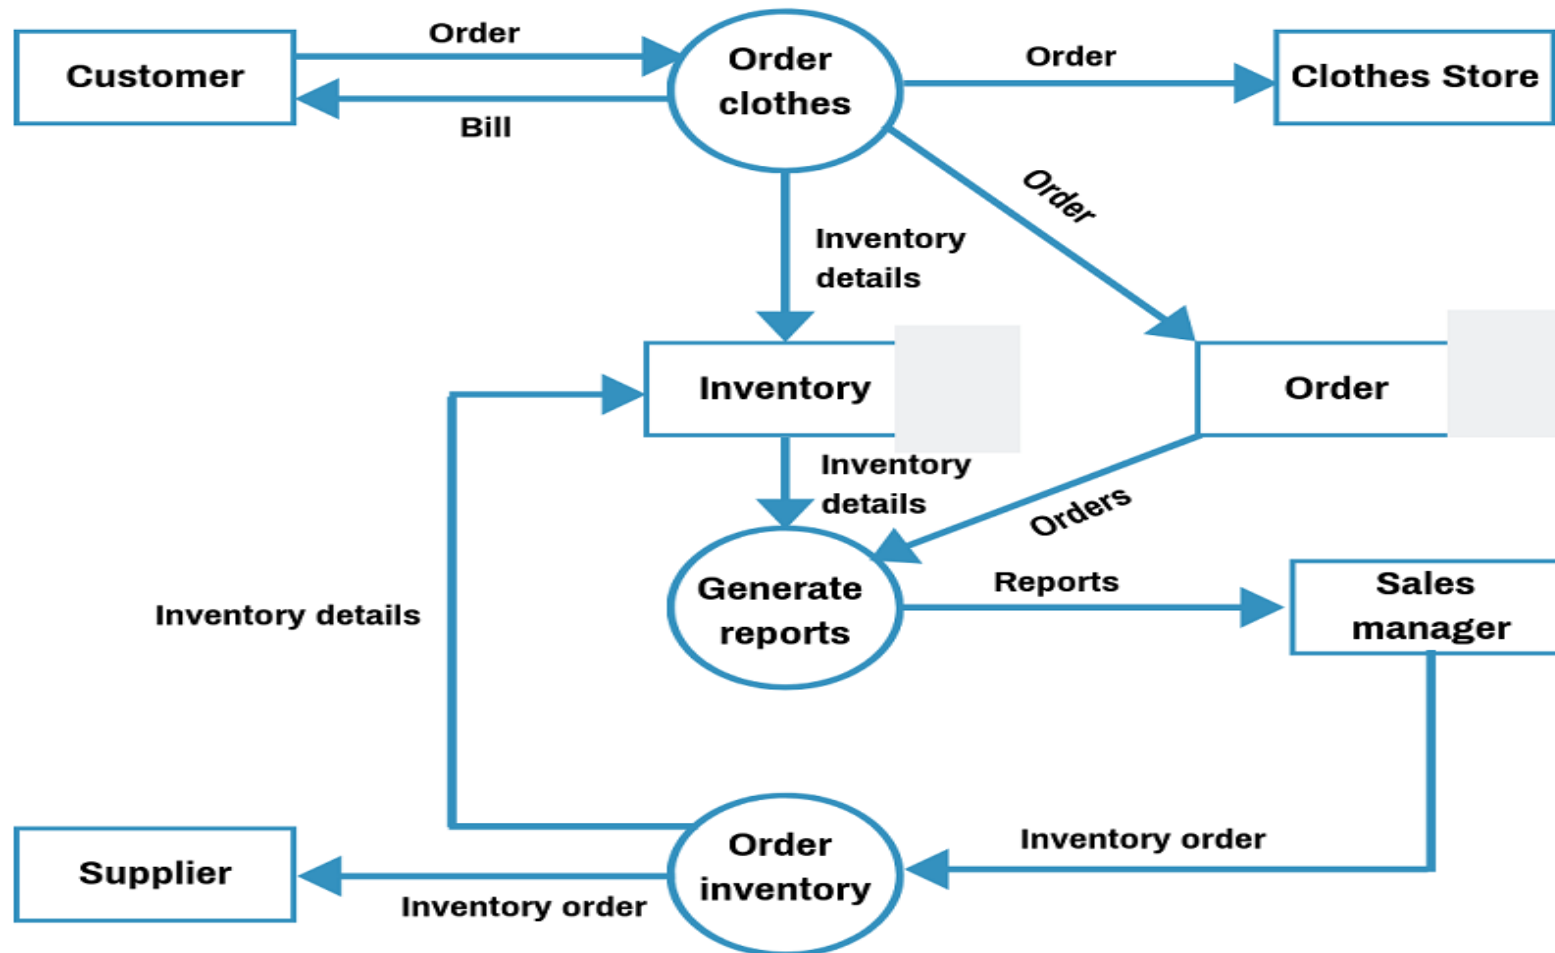 Order
Customer
Bill
Order
clothes
Order
Clothes Store
Order
Inventory
details
Inventory
Order
Inventory
details
Orders
Generate
reports
Reports
Sales
manager
Inventory details
Order
inventory
Inventory order
Supplier
Inventory order